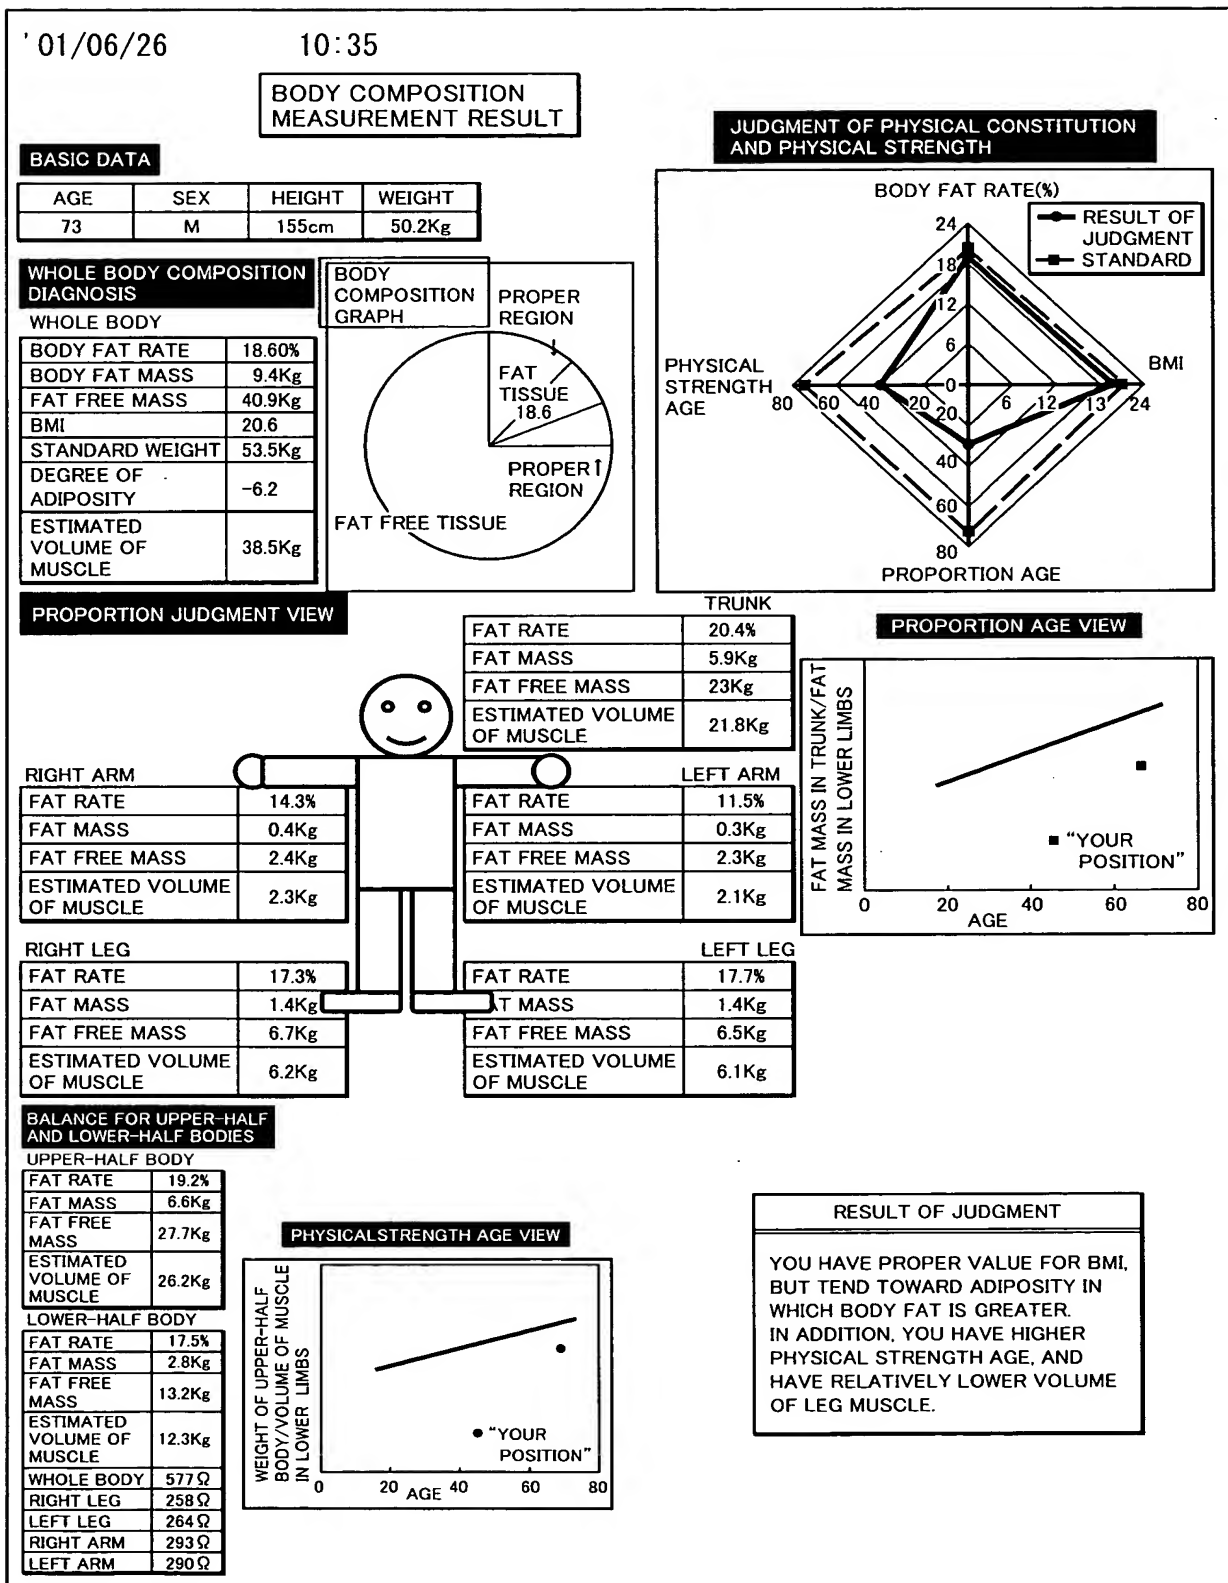 '01/06/26 10:35
BODY COMPOSITION
MEASUREMENT RESULT
BASIC DATA
AGE SEX HEIGHT WEIGHT
73 M 155cm 50.2Kg
WHOLE BODY COMPOSITION
DIAGNOSIS
WHOLE BODY
BODY FAT RATE 18.60%
BODY FAT MASS 9.4Kg
FAT FREE MASS 40.9Kg
BMI 20.6
STANDARD WEIGHT 53.5Kg
DEGREE OF
ADIPOSITY -6.2
ESTIMATED
VOLUME OF
MUSCLE 38.5Kg
BODY
COMPOSITION
GRAPH
PROPER
REGION
FAT
TISSUE
18.6
PROPER
REGION
FAT FREE TISSUE
JUDGMENT OF PHYSICAL CONSTITUTION
AND PHYSICAL STRENGTH
BODY FAT RATE(%)
RESULT OF
JUDGMENT
STANDARD
24
18
12
6
PHYSICAL
STRENGTH
AGE
BMI
80 60 40 20 0 6 12 13 24
20
40
60
80
PROPORTION AGE
PROPORTION JUDGMENT VIEW
TRUNK
FAT RATE 20.4%
FAT MASS 5.9Kg
FAT FREE MASS 23Kg
ESTIMATED VOLUME
OF MUSCLE 21.8Kg
RIGHT ARM
FAT RATE 14.3%
FAT MASS 0.4Kg
FAT FREE MASS 2.4Kg
ESTIMATED VOLUME
OF MUSCLE 2.3Kg
LEFT ARM
FAT RATE 11.5%
FAT MASS 0.3Kg
FAT FREE MASS 2.3Kg
ESTIMATED VOLUME
OF MUSCLE 2.1Kg
RIGHT LEG
FAT RATE 17.3%
FAT MASS 1.4Kg
FAT FREE MASS 6.7Kg
ESTIMATED VOLUME
OF MUSCLE 6.2Kg
LEFT LEG
FAT RATE 17.7%
FAT MASS 1.4Kg
FAT FREE MASS 6.5Kg
ESTIMATED VOLUME
OF MUSCLE 6.1Kg
PROPORTION AGE VIEW
FAT MASS IN TRUNK/FAT
MASS IN LOWER LIMBS
"YOUR
POSITION"
0 20 40 60 80
AGE
BALANCE FOR UPPER-HALF
AND LOWER-HALF BODIES
UPPER-HALF BODY
FAT RATE 19.2%
FAT MASS 6.6Kg
FAT FREE
MASS 27.7Kg
ESTIMATED
VOLUME OF
MUSCLE 26.2Kg
LOWER-HALF BODY
FAT RATE 17.5%
FAT MASS 2.8Kg
FAT FREE
MASS 13.2Kg
ESTIMATED
VOLUME OF
MUSCLE 12.3Kg
WHOLE BODY 577Ω
RIGHT LEG 258Ω
LEFT LEG 264Ω
RIGHT ARM 293Ω
LEFT ARM 290Ω
PHYSICALSTRENGTH AGE VIEW
WEIGHT OF UPPER-HALF
BODY/VOLUME OF MUSCLE
IN LOWER LIMBS
"YOUR
POSITION"
0 20 40 60 80
AGE
RESULT OF JUDGMENT
YOU HAVE PROPER VALUE FOR BMI,
BUT TEND TOWARD ADIPOSITY IN
WHICH BODY FAT IS GREATER.
IN ADDITION, YOU HAVE HIGHER
PHYSICAL STRENGTH AGE, AND
HAVE RELATIVELY LOWER VOLUME
OF LEG MUSCLE.